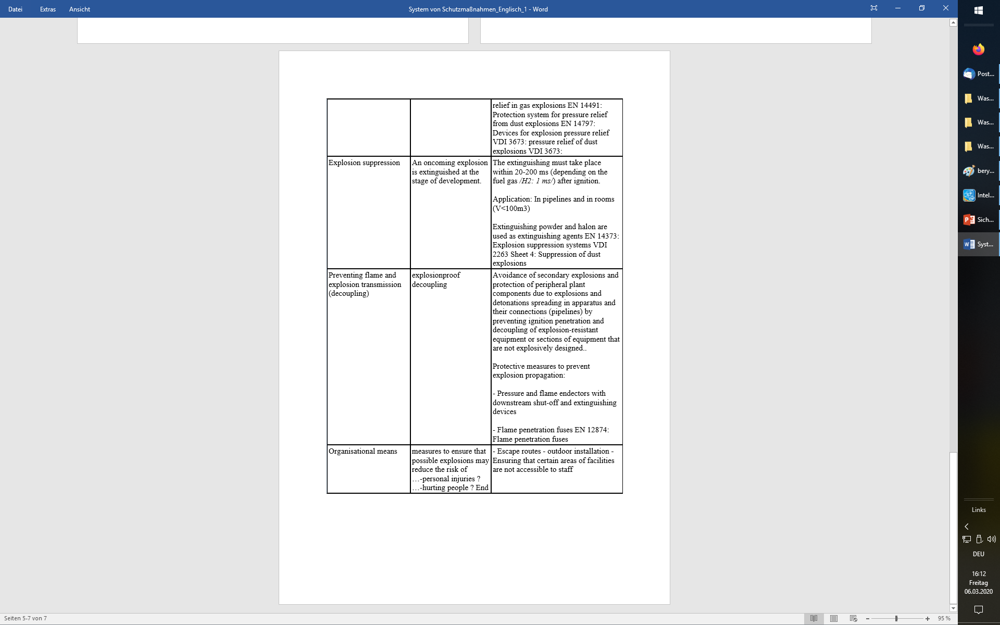 Datei Extras Ansicht
System von Schutzmaßnahmen_Englisch_1 - Word
relief in gas explosions EN 14491:
Protection system for pressure relief
from dust explosions EN 14797:
Devices for explosion pressure relief
VDI 3673: pressure relief of dust
explosions VDI 3673:
Explosion suppression
An oncoming explosion
is extinguished at the
stage of development.
The extinguishing must take place
within 20-200 ms (depending on the
fuel gas /H2: 1 ms/) after ignition.
Application: In pipelines and in rooms
(V<100m3)
Extinguishing powder and halon are
used as extinguishing agents EN 14373:
Explosion suppression systems VDI
2263 Sheet 4: Suppression of dust
explosions
Preventing flame and
explosion transmission
(decoupling)
explosionproof
decoupling
Avoidance of secondary explosions and
protection of peripheral plant
components due to explosions and
detonations spreading in apparatus and
their connections (pipelines) by
preventing ignition penetration and
decoupling of explosion-resistant
equipment or sections of equipment that
are not explosively designed..
Protective measures to prevent
explosion propagation:
- Pressure and flame endectors with
downstream shut-off and extinguishing
devices
- Flame penetration fuses EN 12874:
Flame penetration fuses
Organisational means
measures to ensure that
possible explosions may
reduce the risk of
…-personal injuries ?
…-hurting people ? End
- Escape routes - outdoor installation -
Ensuring that certain areas of facilities
are not accessible to staff
Post...
Was...
Was...
Was...
bery...
Intel...
Sich...
Syst...
Links
DEU
16:12
Freitag
06.03.2020
Seiten 5-7 von 7
95 %